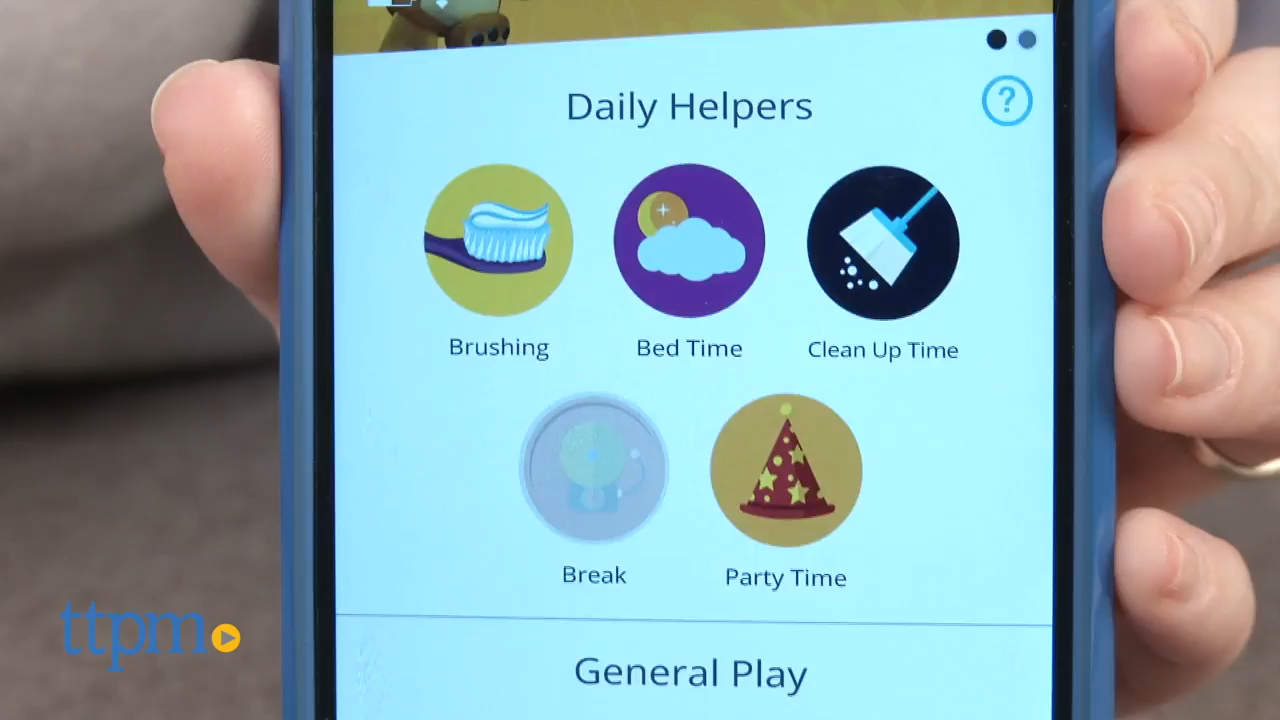 Daily Helpers
?
Brushing
Bed Time
Clean Up Time
Break
Party Time
General Play
ttpm